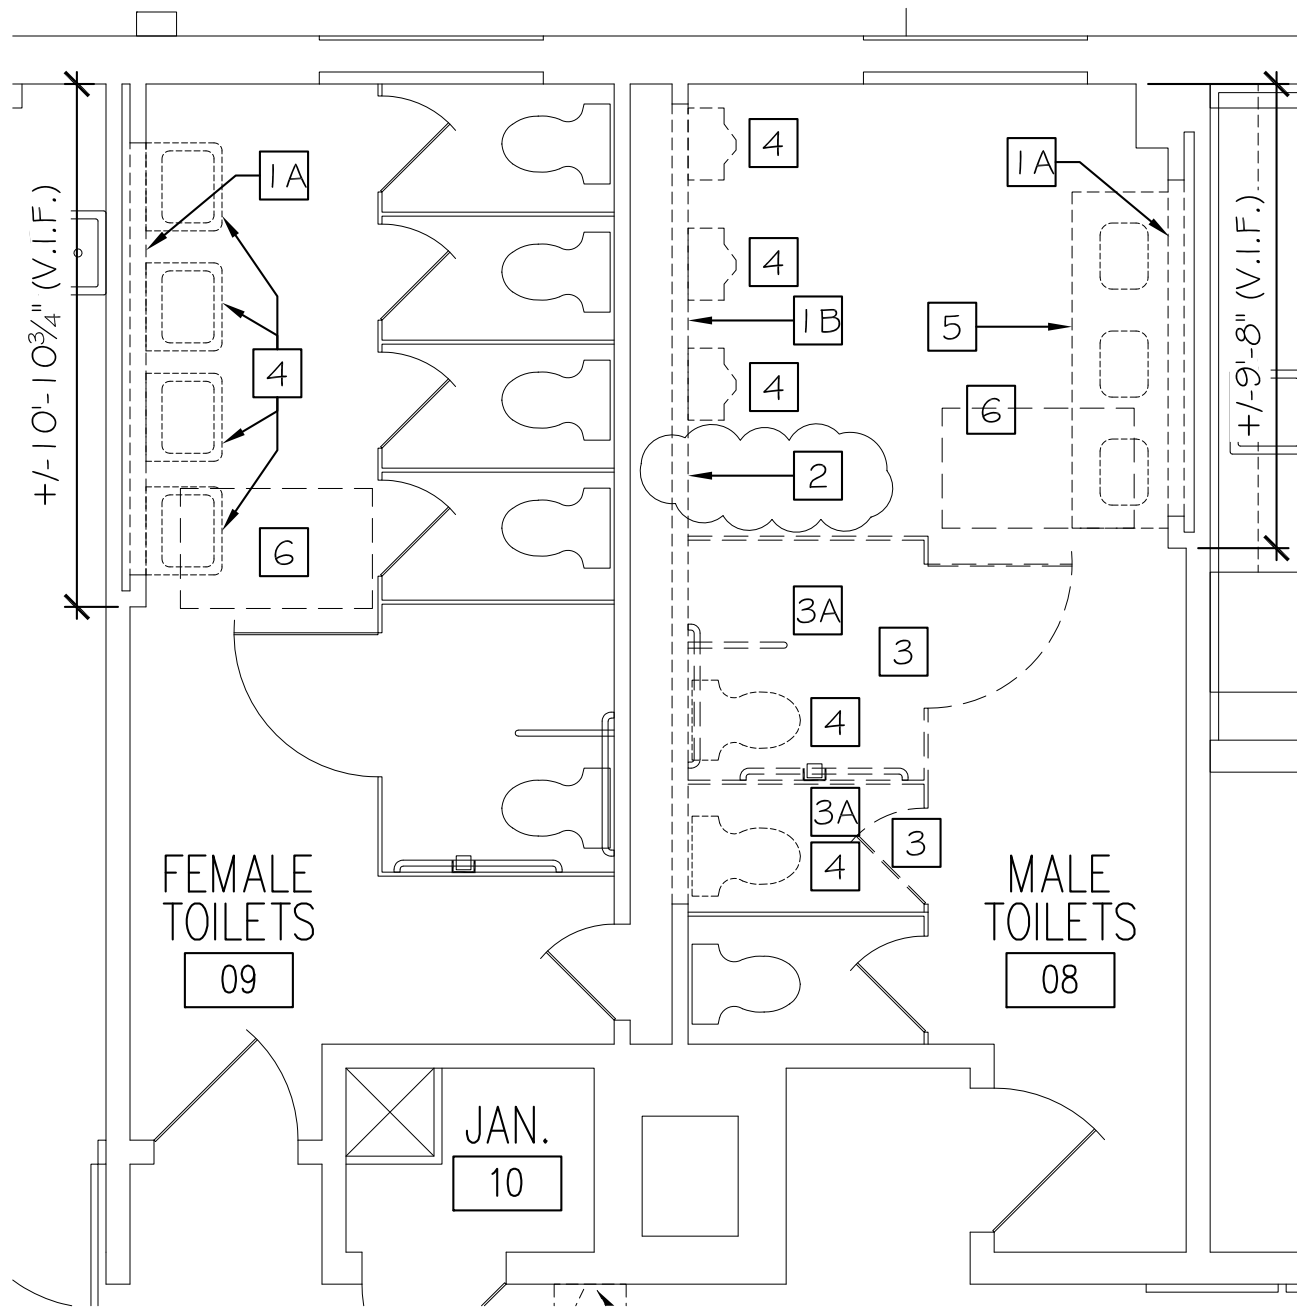 4
1A
1A
+/-10'-10¾" (V.I.F.)
+/-9'-8" (V.I.F.)
4
1B
5
4
4
6
2
6
3A
3
4
3A
3
4
FEMALE
TOILETS
09
MALE
TOILETS
08
JAN.
10